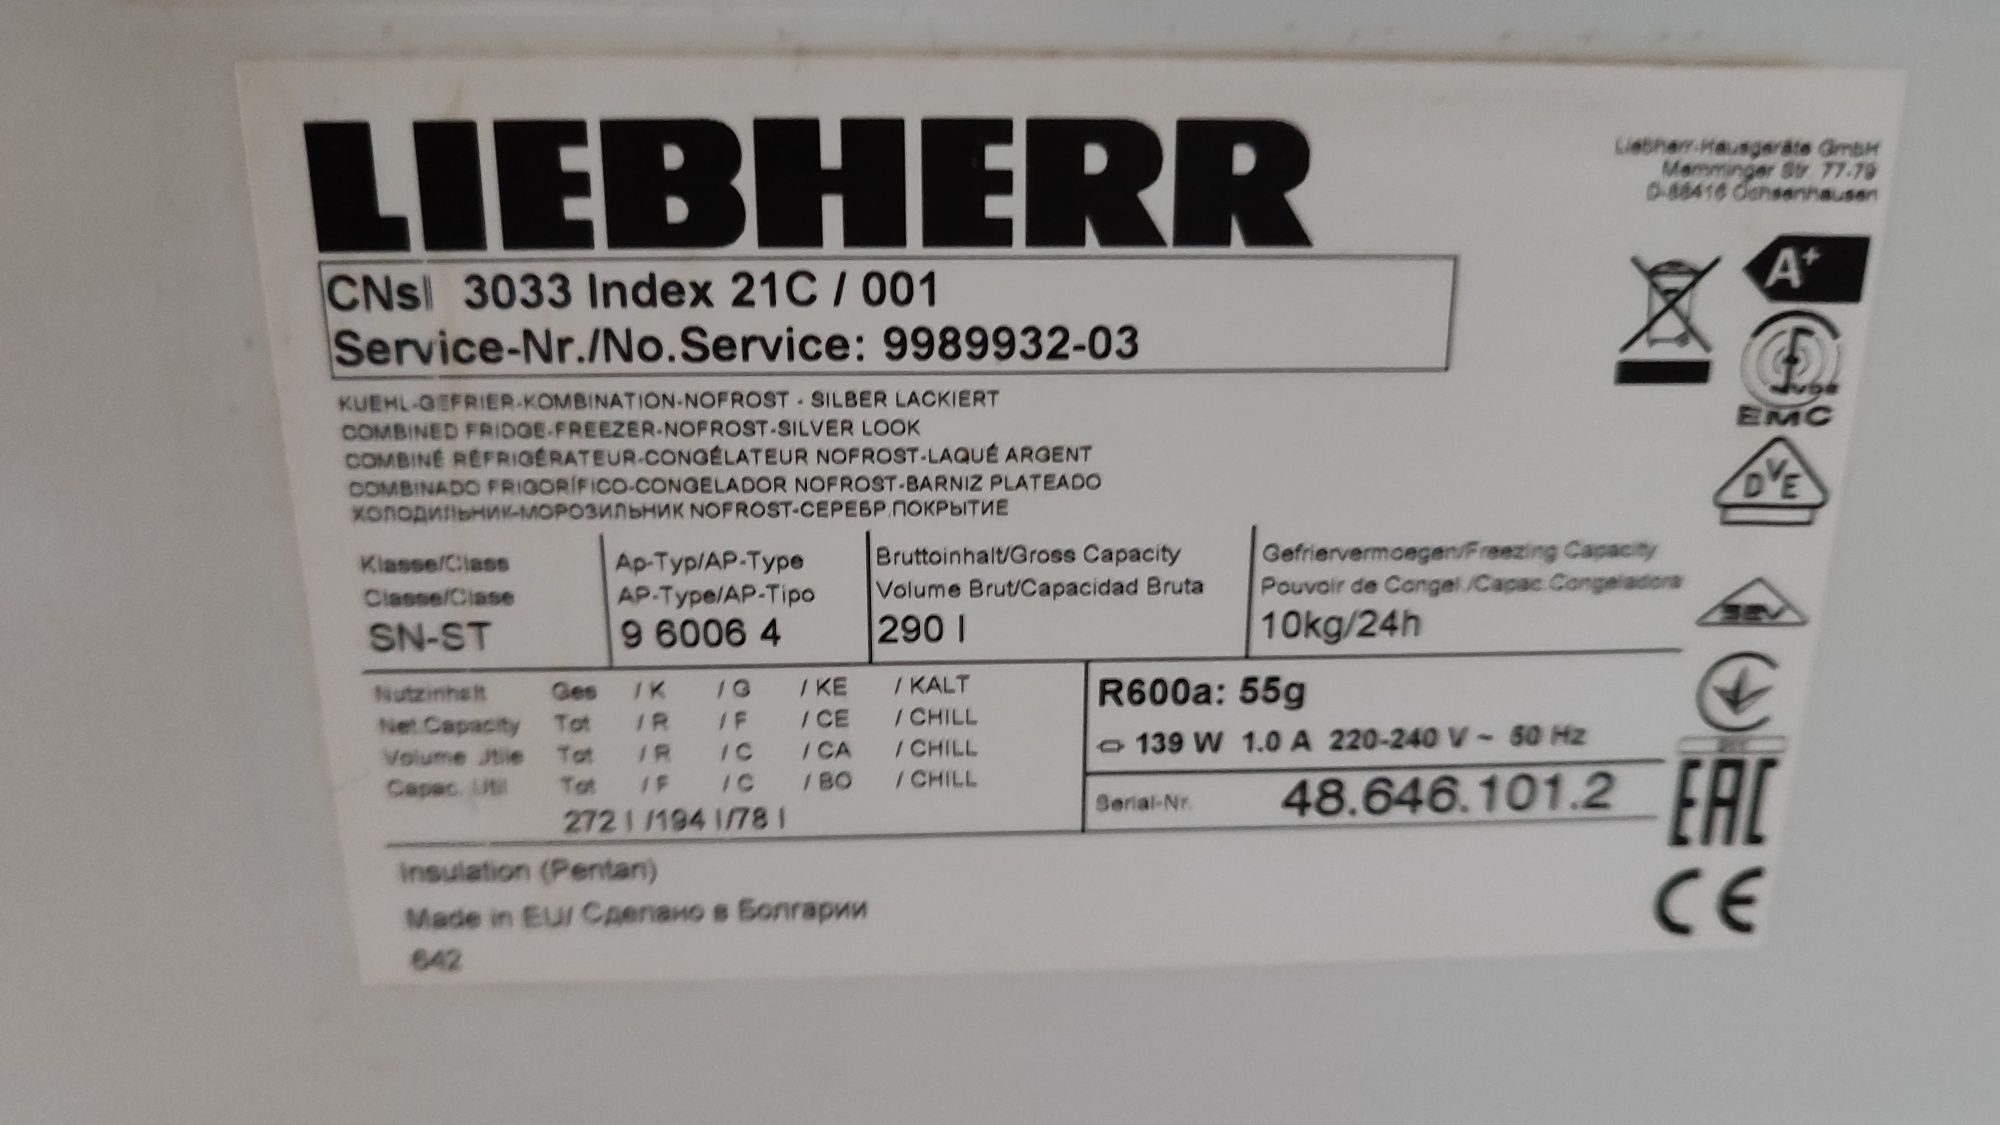 LIEBHERR
Liebherr-Hausgeräte GmbH
Memminger Str. 77-79
D-88416 Ochsenhausen
CNsl 3033 Index 21C / 001
Service-Nr./No.Service: 9989932-03
A+
EMC
KUEHL-GEFRIER-KOMBINATION-NOFROST - SILBER LACKIERT
COMBINED FRIDGE-FREEZER-NOFROST-SILVER LOOK
COMBINÉ RÉFRIGÉRATEUR-CONGÉLATEUR NOFROST-LAQUÉ ARGENT
COMBINADO FRIGORÍFICO-CONGELADOR NOFROST-BARNIZ PLATEADO
ХОЛОДИЛЬНИК-МОРОЗИЛЬНИК NOFROST-СЕРЕБР.ПОКРЫТИЕ
DVE
Klasse/Class
Classe/Clase
SN-ST
Ap-Typ/AP-Type
AP-Type/AP-Tipo
9 6006 4
Bruttoinhalt/Gross Capacity
Volume Brut/Capacidad Bruta
290 l
Gefriervermoegen/Freezing Capacity
Pouvoir de Congel./Capac.Congeladora
10kg/24h
SEV
Nutzinhalt Ges / K / G / KE / KALT
Net.Capacity Tot / R / F / CE / CHILL
Volume Utile Tot / R / C / CA / CHILL
Capac. Util Tot / F / C / BO / CHILL
272 l /194 l/78 l
R600a: 55g
139 W 1.0 A 220-240 V ~ 50 Hz
Serial-Nr. 48.646.101.2
EAC
Insulation (Pentan)
Made in EU/ Сделано в Болгарии
642
CE